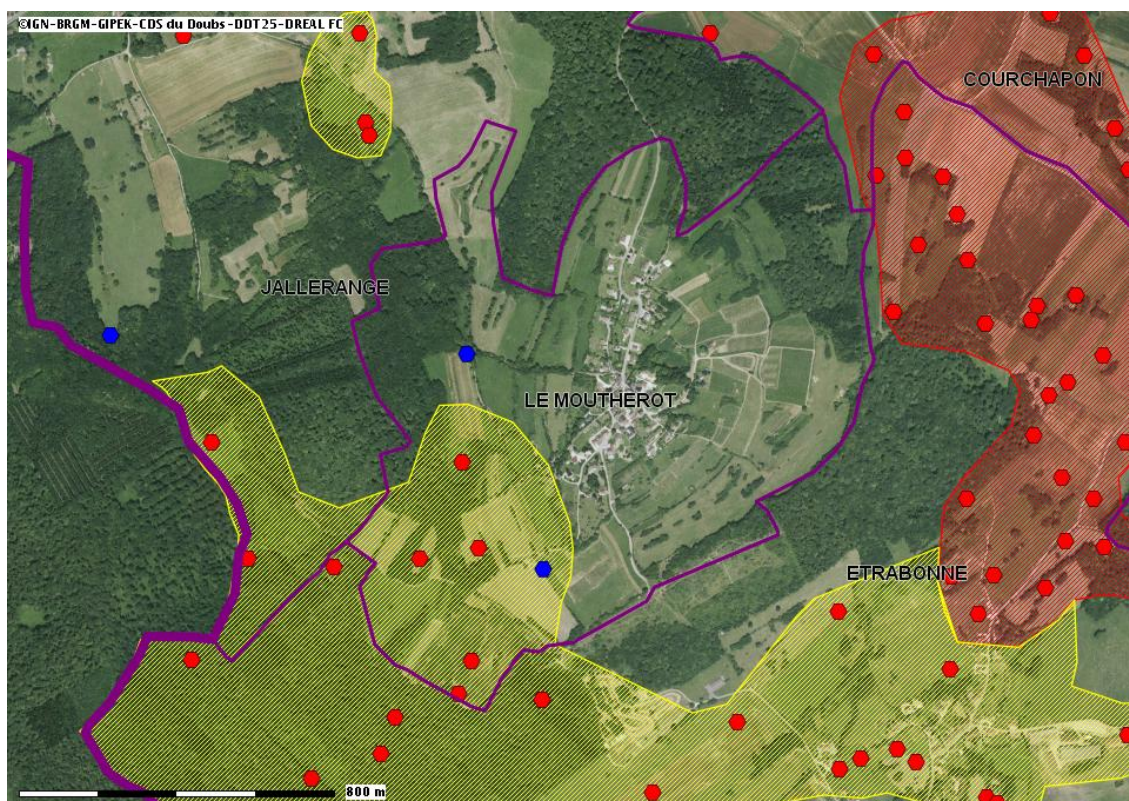 ©IGN-BRGM-GIPEK-CDS du Doubs-DDT25-DREAL FC
COURCHAPON
JALLERANGE
LE MOUTHEROT
ETRABONNE
800 m